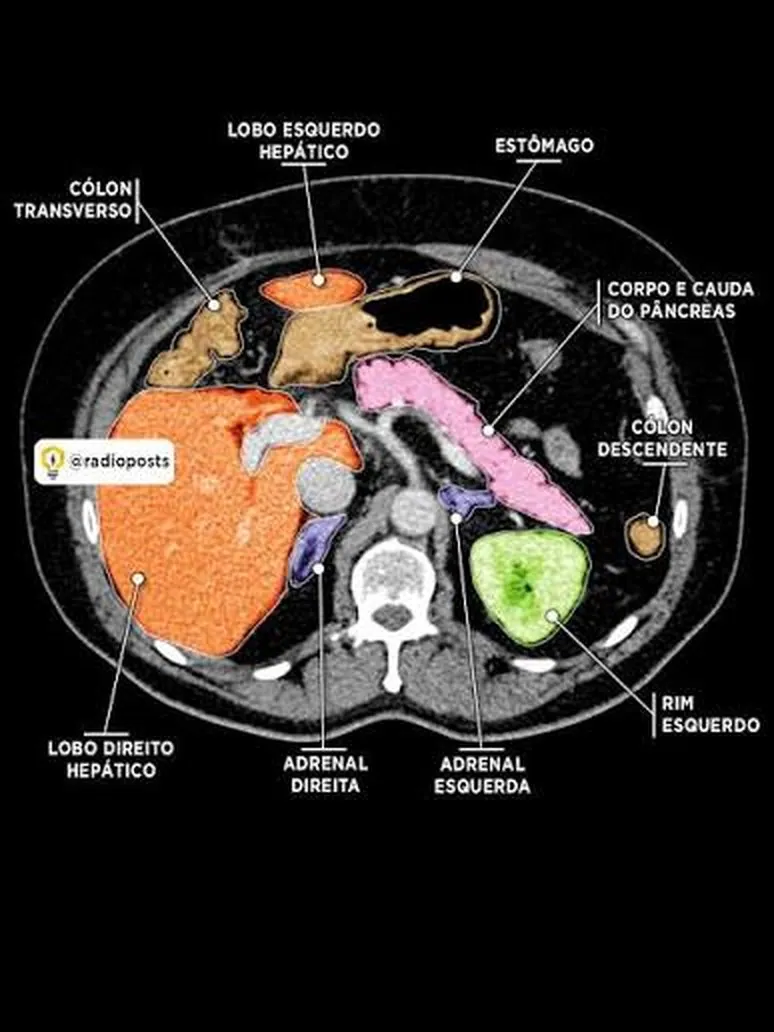 LOBO ESQUERDO
HEPÁTICO
ESTÔMAGO
CÓLON
TRANSVERSO
CORPO E CAUDA
DO PÂNCREAS
CÓLON
DESCENDENTE
@radioposts
RIM
ESQUERDO
LOBO DIREITO
HEPÁTICO
ADRENAL
DIREITA
ADRENAL
ESQUERDA